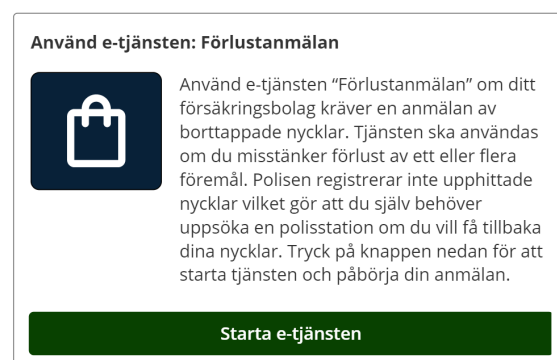 Använd e-tjänsten: Förlustanmälan
Använd e-tjänsten “Förlustanmälan” om ditt
försäkringsbolag kräver en anmälan av
borttappade nycklar. Tjänsten ska användas
om du misstänker förlust av ett eller flera
föremål. Polisen registrerar inte upphittade
nycklar vilket gör att du själv behöver
uppsöka en polisstation om du vill få tillbaka
dina nycklar. Tryck på knappen nedan för att
starta tjänsten och påbörja din anmälan.
Starta e-tjänsten